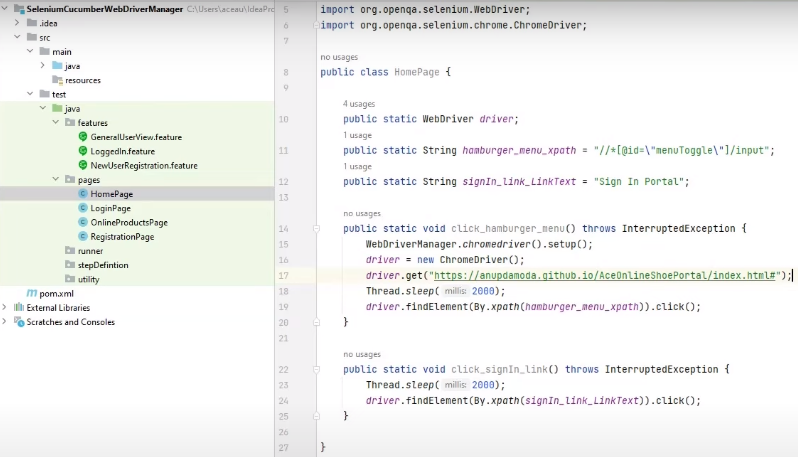 SeleniumCucumberWebDriverManager C:\Users\aceau\IdeaPro
.idea
src
main
java
resources
test
java
features
GeneralUserView.feature
LoggedIn.feature
NewUserRegistration.feature
pages
HomePage
LoginPage
OnlineProductsPage
RegistrationPage
runner
stepDefintion
utility
pom.xml
External Libraries
Scratches and Consoles
5 import org.openqa.selenium.WebDriver;
6 import org.openqa.selenium.chrome.ChromeDriver;
7
no usages
8 public class HomePage {
9
4 usages
10 public static WebDriver driver;
1 usage
11 public static String hamburger_menu_xpath = "//*[@id=\"menuToggle\"]/input";
1 usage
12 public static String signIn_link_LinkText = "Sign In Portal";
13
no usages
14 public static void click_hamburger_menu() throws InterruptedException {
15 WebDriverManager.chromedriver().setup();
16 driver = new ChromeDriver();
17 driver.get("https://anupdamoda.github.io/AceOnlineShoePortal/index.html#");
18 Thread.sleep( millis: 2000);
19 driver.findElement(By.xpath(hamburger_menu_xpath)).click();
20 }
21
no usages
22 public static void click_signIn_link() throws InterruptedException {
23 Thread.sleep( millis: 2000);
24 driver.findElement(By.xpath(signIn_link_LinkText)).click();
25 }
26
27 }